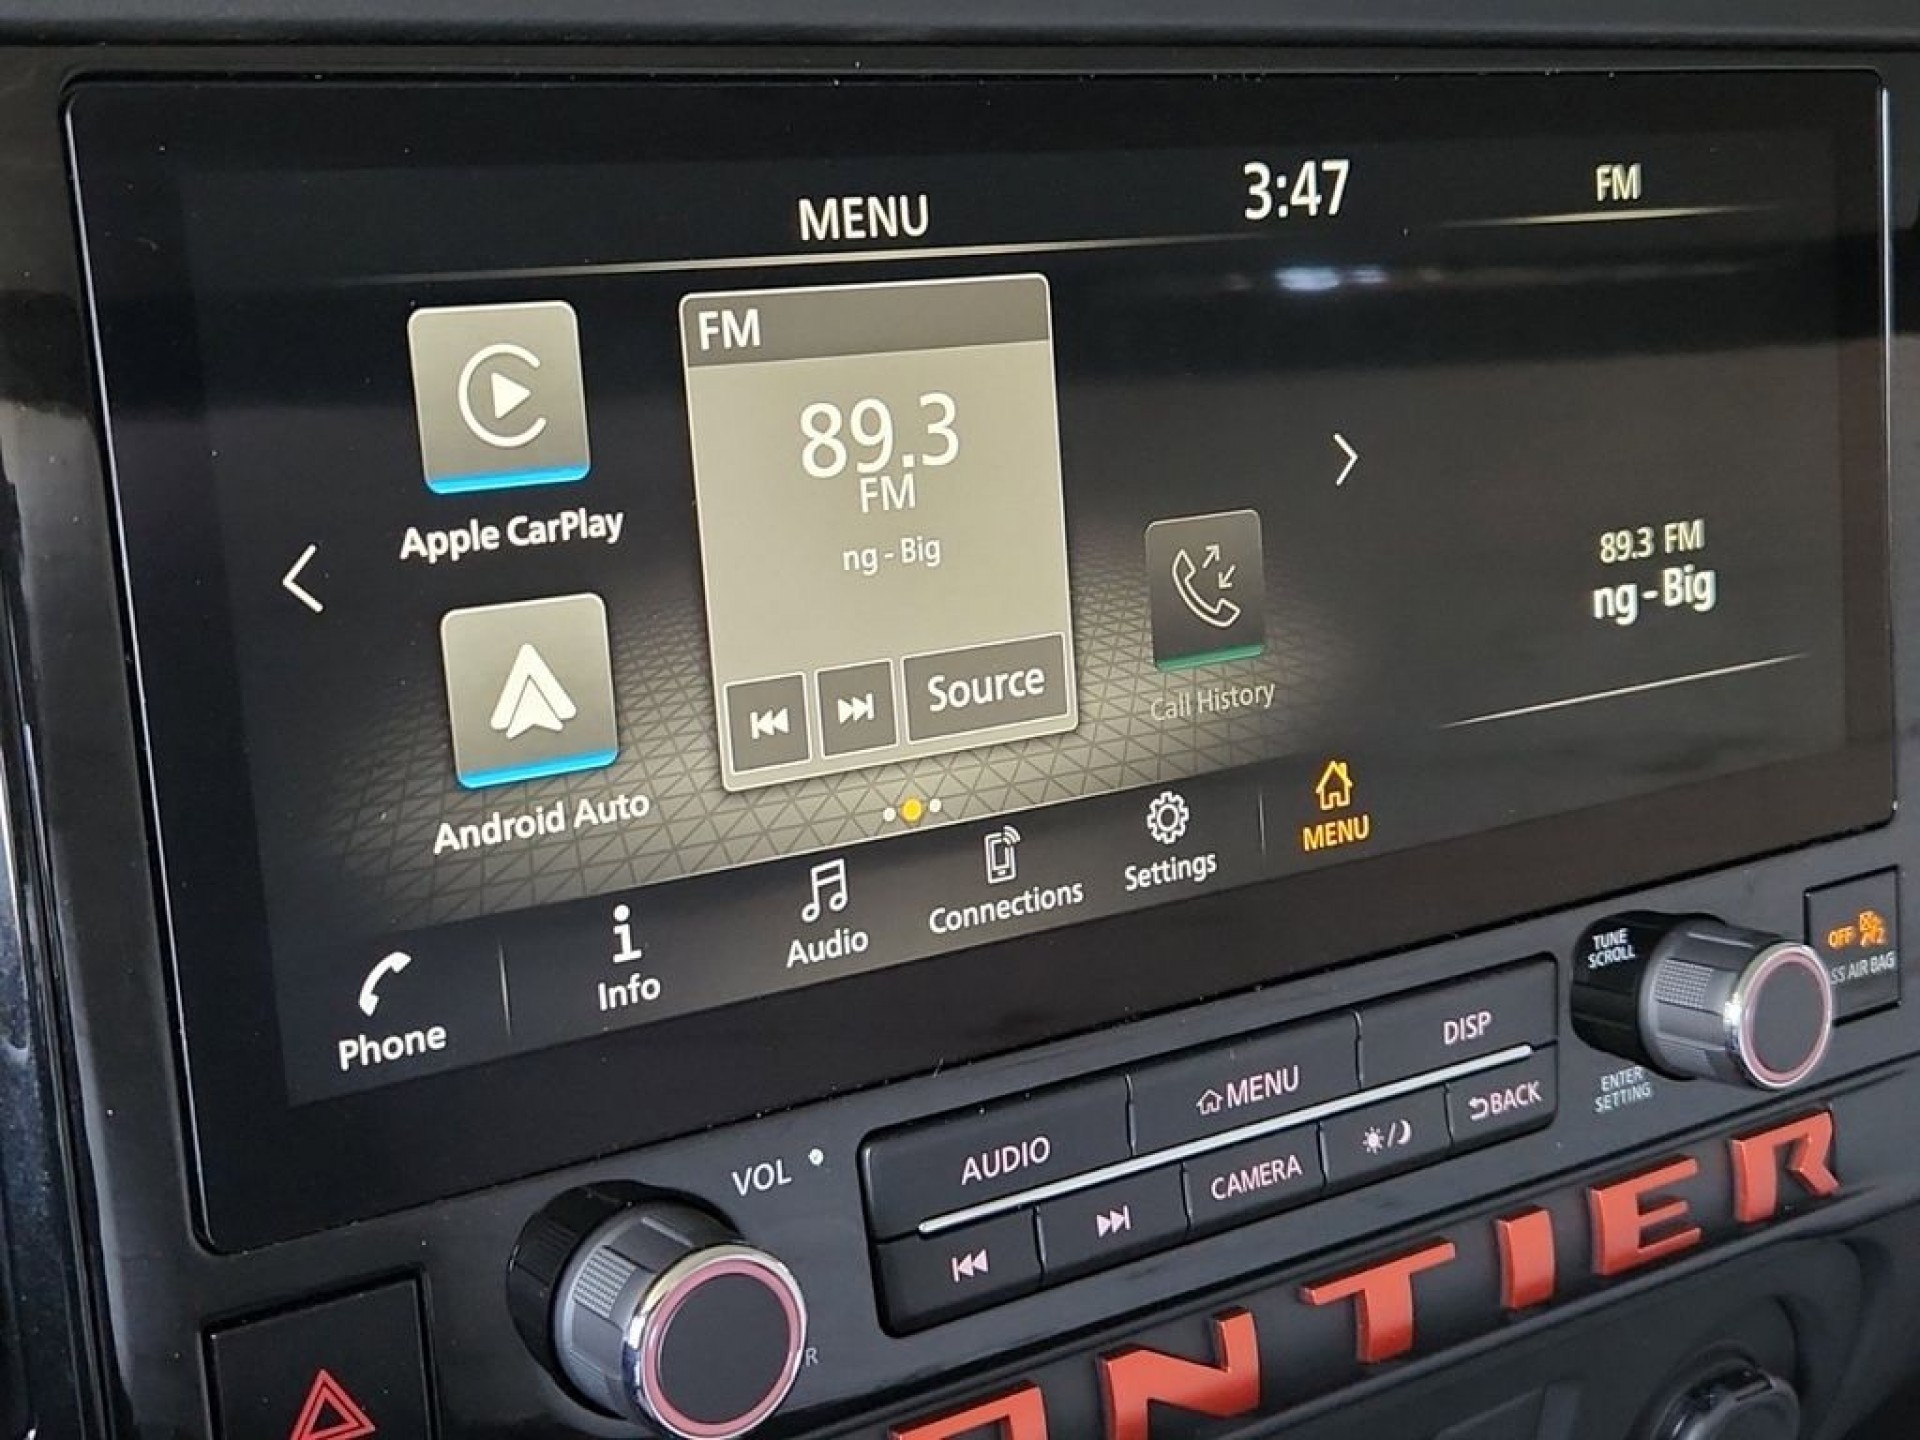 MENU
3:47
FM
FM
89.3
FM
ng - Big
Source
Apple CarPlay
Android Auto
Call History
89.3 FM
ng - Big
Phone
Info
Audio
Connections
Settings
MENU
VOL
AUDIO
MENU
DISP
CAMERA
BACK
TUNE
SCROLL
ENTER
SETTING
OFF
2
SS AIR BAG
R
NTIER